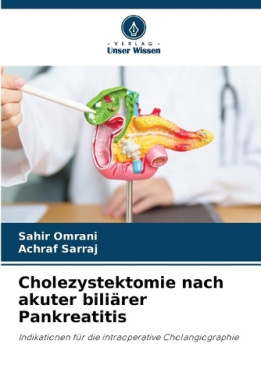 - VERLAG -
Unser Wissen
Sahir Omrani
Achraf Sarraj
Cholezystektomie nach
akuter biliärer
Pankreatitis
Indikationen für die intraoperative Cholangiographie